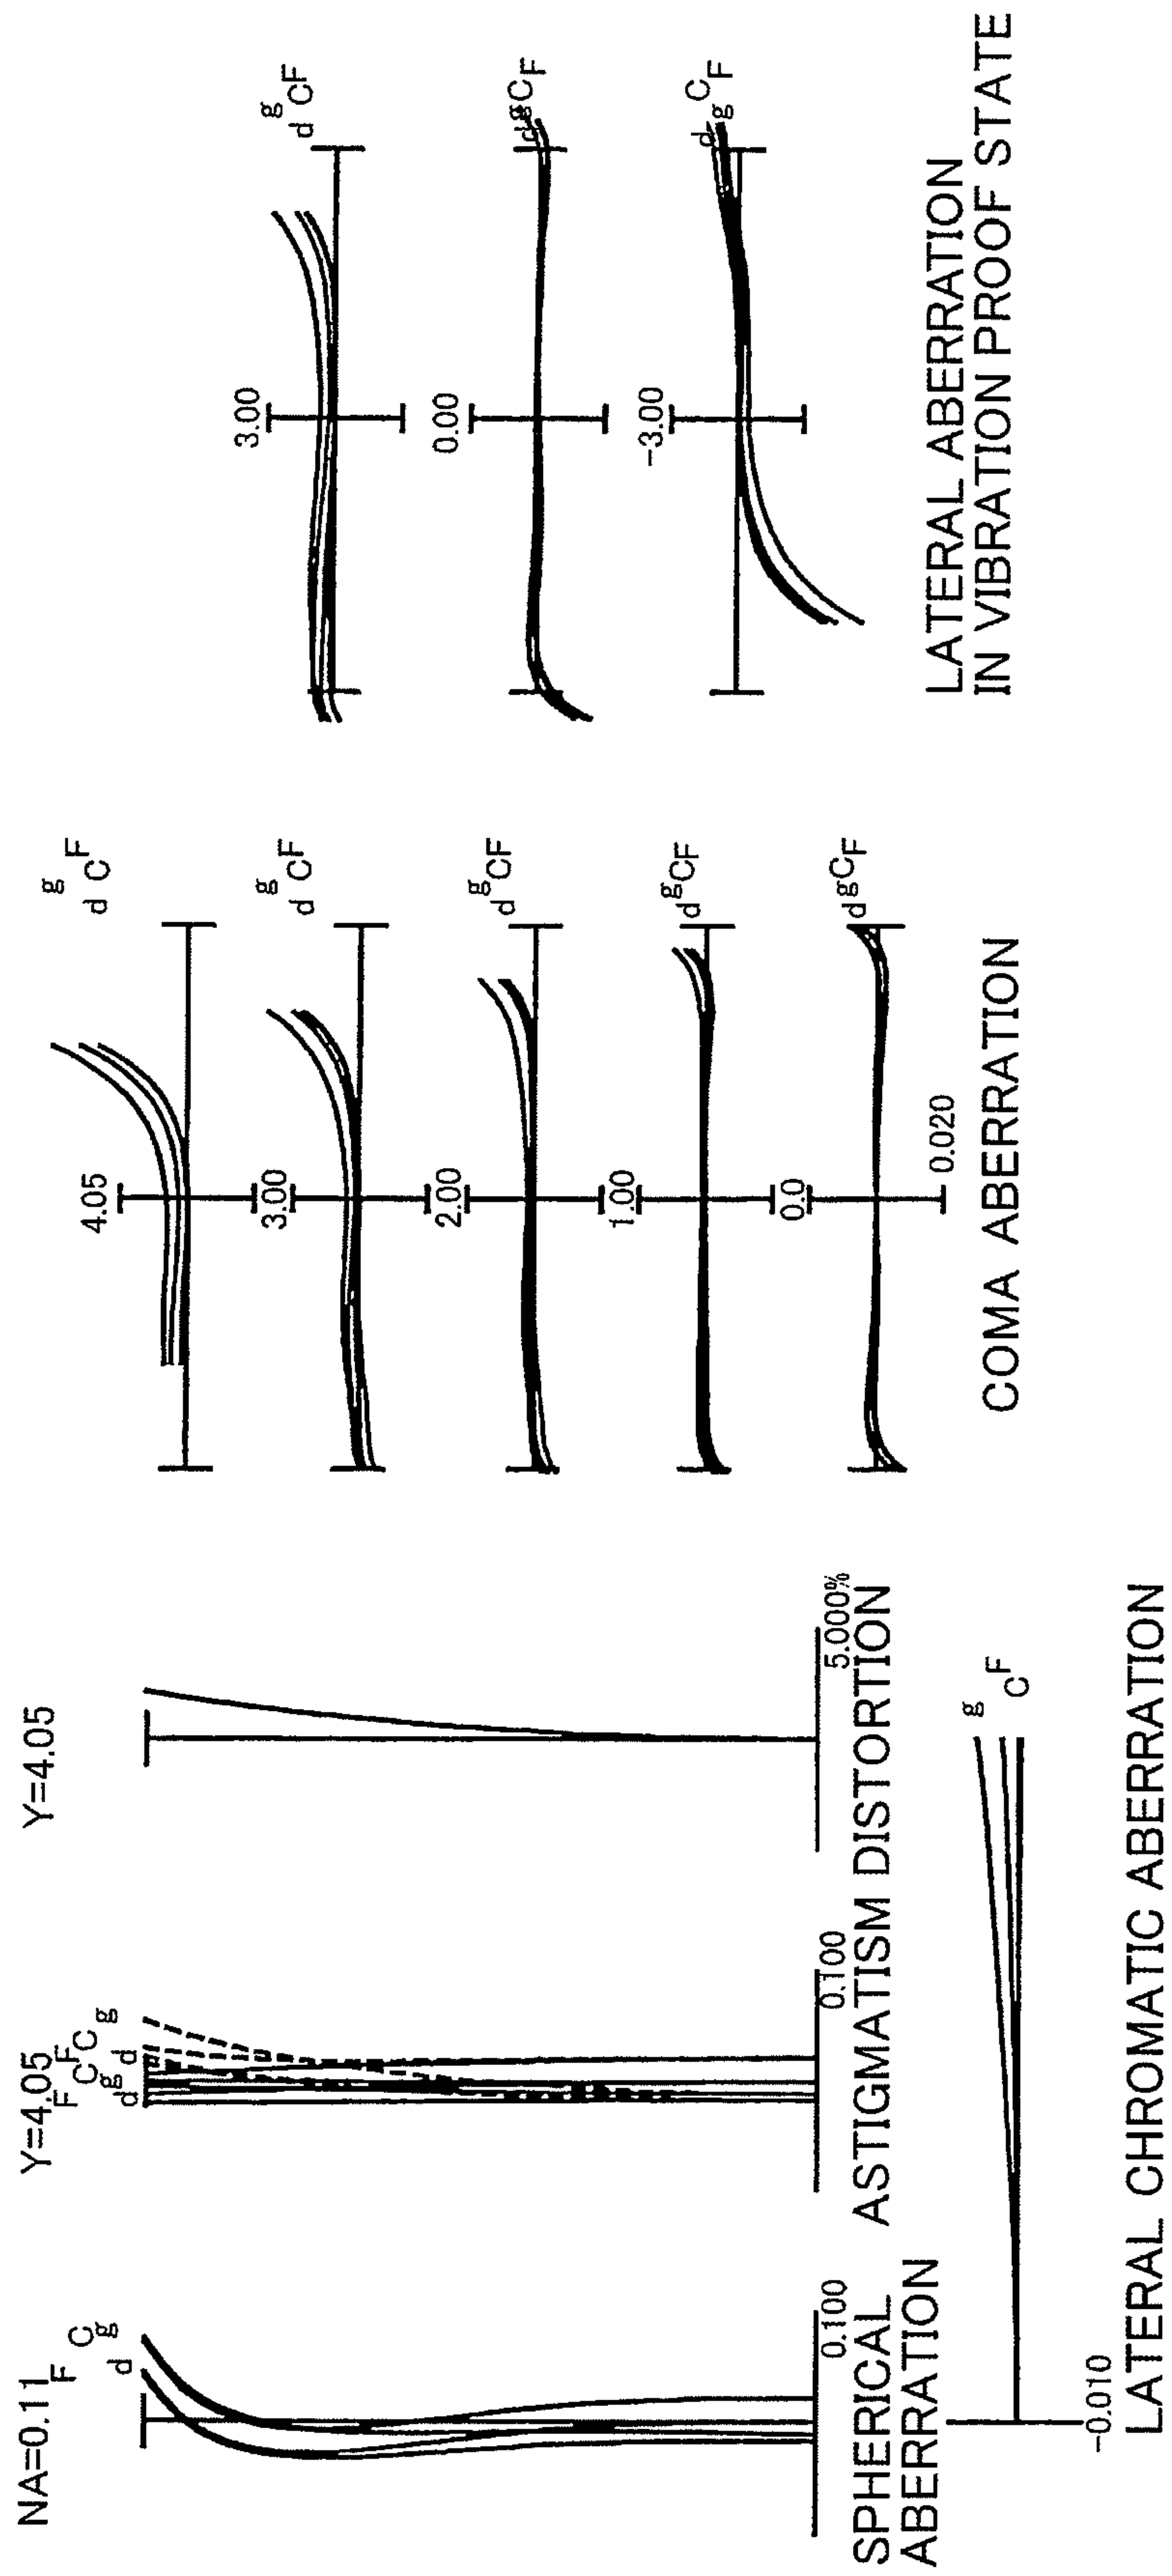 NA=0.11
F
d
C
g
0.100
SPHERICAL
ABERRATION
Y=4.05
F
d
g
C
F
d
C
g
0.100
ASTIGMATISM
Y=4.05
5.000%
DISTORTION
g
C
F
-0.010
LATERAL CHROMATIC ABERRATION
4.05
d
g
C
F
3.00
d
g
C
F
2.00
d
g
C
F
1.00
d
g
C
F
0.0
d
g
C
F
0.020
COMA ABERRATION
3.00
d
g
C
F
0.00
d
g
C
F
-3.00
d
g
C
F
LATERAL ABERRATION
IN VIBRATION PROOF STATE